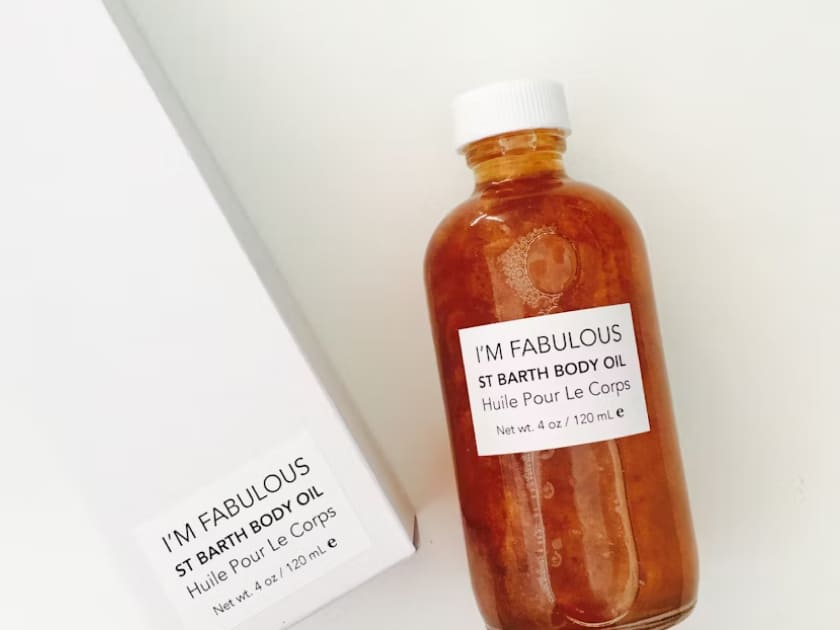 I'M FABULOUS
ST BARTH BODY OIL
Huile Pour Le Corps
Net wt. 4 oz / 120 mL ℮
I'M FABULOUS
ST BARTH BODY OIL
Huile Pour Le Corps
Net wt. 4 oz / 120 mL ℮